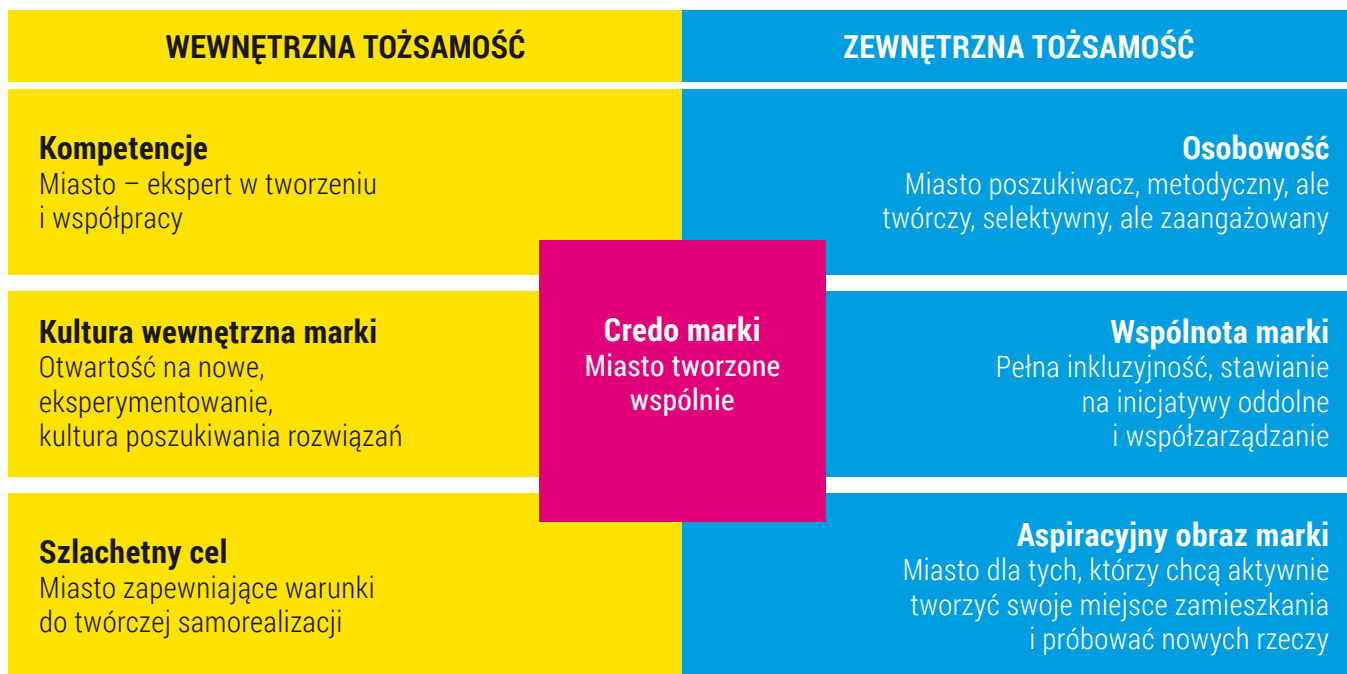 WEWNĘTRZNA TOŻSAMOŚĆ
ZEWNĘTRZNA TOŻSAMOŚĆ
Kompetencje
Miasto – ekspert w tworzeniu
i współpracy
Osobowość
Miasto poszukiwacz, metodyczny, ale
twórczy, selektywny, ale zaangażowany
Kultura wewnętrzna marki
Otwartość na nowe,
eksperymentowanie,
kultura poszukiwania rozwiązań
Credo marki
Miasto tworzone
wspólnie
Wspólnota marki
Pełna inkluzyjność, stawianie
na inicjatywy oddolne
i współzarządzanie
Szlachetny cel
Miasto zapewniające warunki
do twórczej samorealizacji
Aspiracyjny obraz marki
Miasto dla tych, którzy chcą aktywnie
tworzyć swoje miejsce zamieszkania
i próbować nowych rzeczy